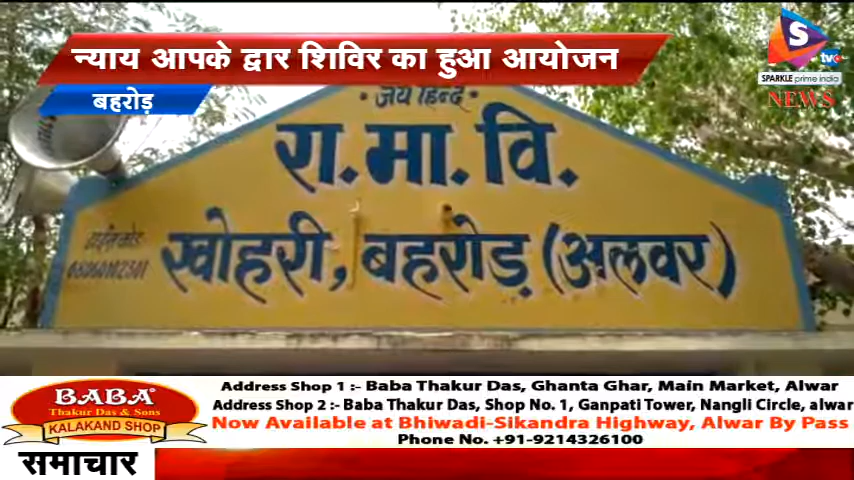 न्याय आपके द्वार शिविर का हुआ आयोजन
बहरोड़
S
tv
SPARKLE prime INDIA
NEWS
• जय हिन्द •
रा. मा. वि.
खोहरी, बहरोड़ (अलवर)
BABA
Thakur Das & Sons
KALAKAND SHOP
Address Shop 1 :- Baba Thakur Das, Ghanta Ghar, Main Market, Alwar
Address Shop 2 :- Baba Thakur Das, Shop No. 1, Ganpati Tower, Nangli Circle, alwar
Now Available at Bhiwadi-Sikandra Highway, Alwar By Pass
Phone No. +91-9214326100
समाचार